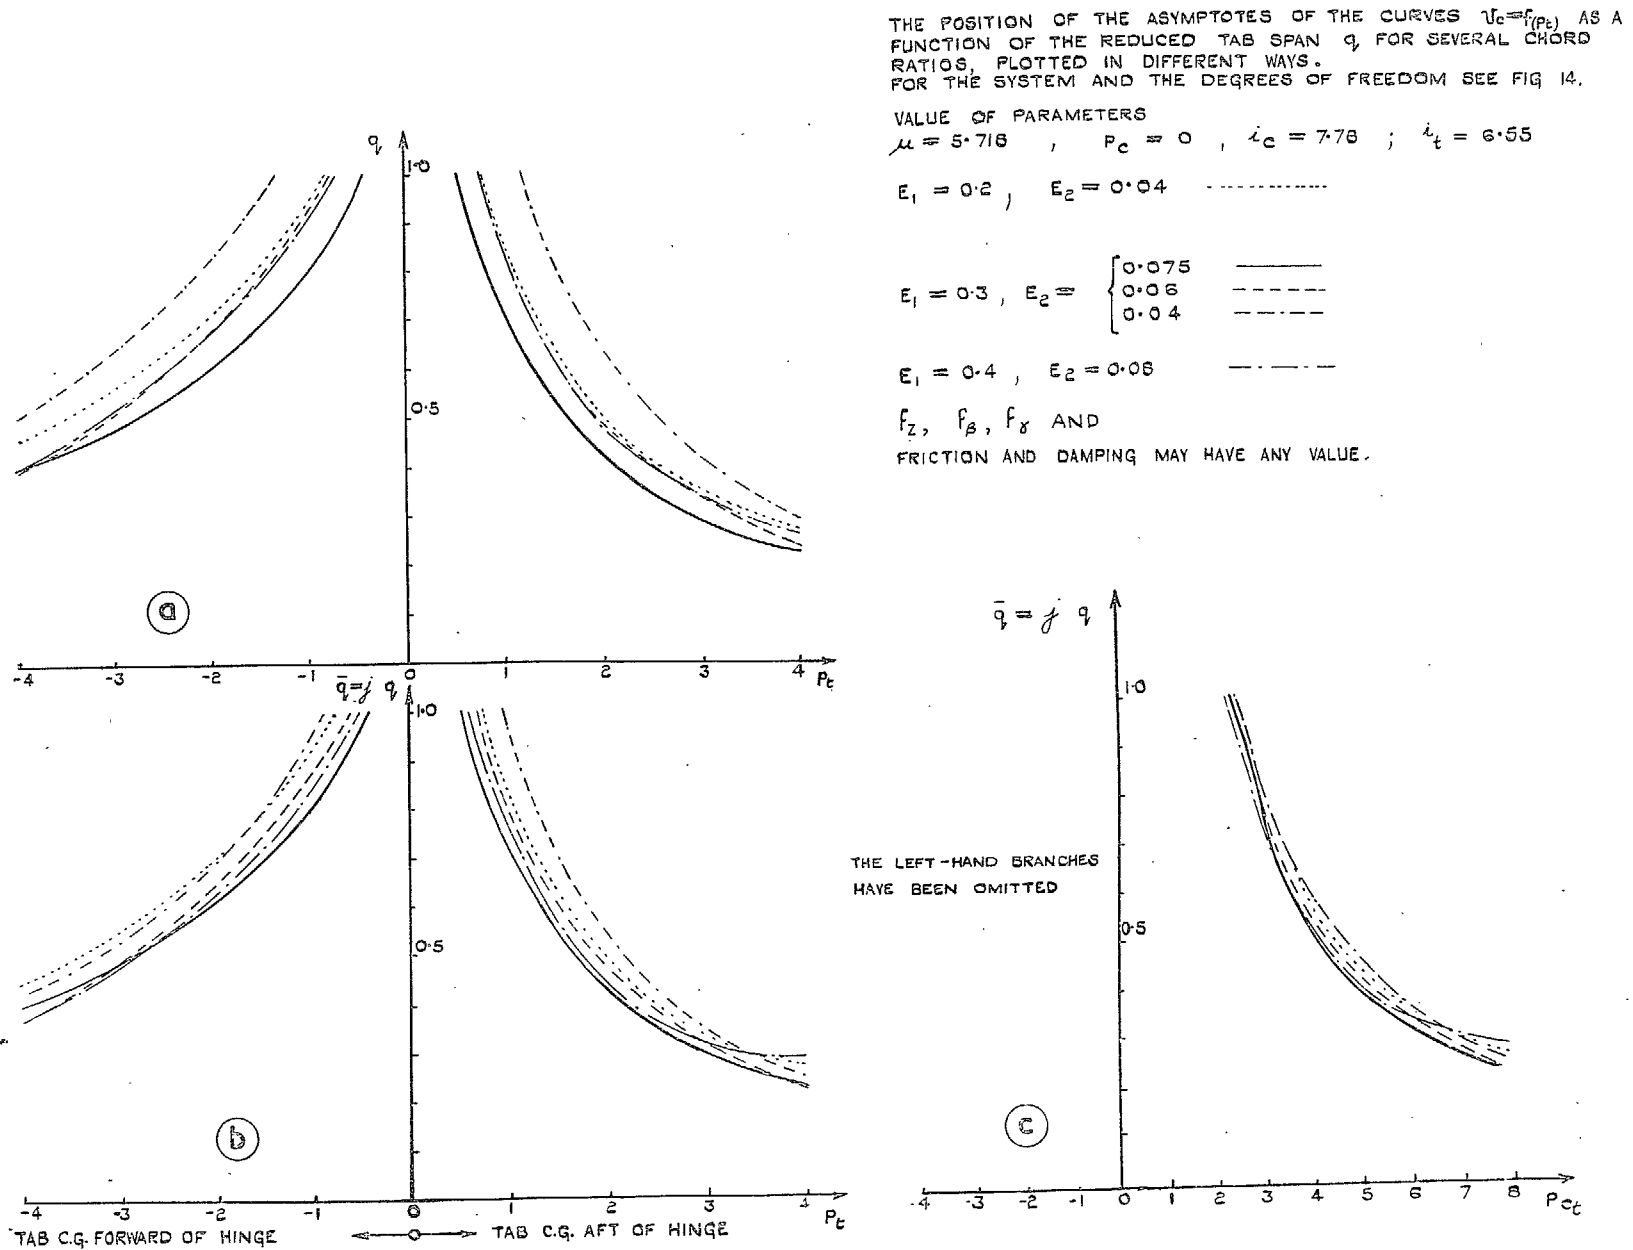 THE POSITION OF THE ASYMPTOTES OF THE CURVES Vc=f(Pt) AS A
FUNCTION OF THE REDUCED TAB SPAN q FOR SEVERAL CHORD
RATIOS, PLOTTED IN DIFFERENT WAYS.
FOR THE SYSTEM AND THE DEGREES OF FREEDOM SEE FIG 14.
VALUE OF PARAMETERS
μ = 5.716 , Pc = 0 , ic = 7.76 ; it = 6.55
E1 = 0.2 , E2 = 0.04
E1 = 0.3 , E2 =
0.075
0.06
0.04
E1 = 0.4 , E2 = 0.06
fz, fβ, fγ AND
FRICTION AND DAMPING MAY HAVE ANY VALUE.
q
1.0
0.5
a
-4 -3 -2 -1 0 1 2 3 4 Pt
q̄ = j q
1.0
0.5
b
-4 -3 -2 -1 0 1 2 3 4 Pt
TAB C.G. FORWARD OF HINGE
TAB C.G. AFT OF HINGE
q̄ = j q
1.0
THE LEFT-HAND BRANCHES
HAVE BEEN OMITTED
0.5
c
-4 -3 -2 -1 0 1 2 3 4 5 6 7 8 Pct